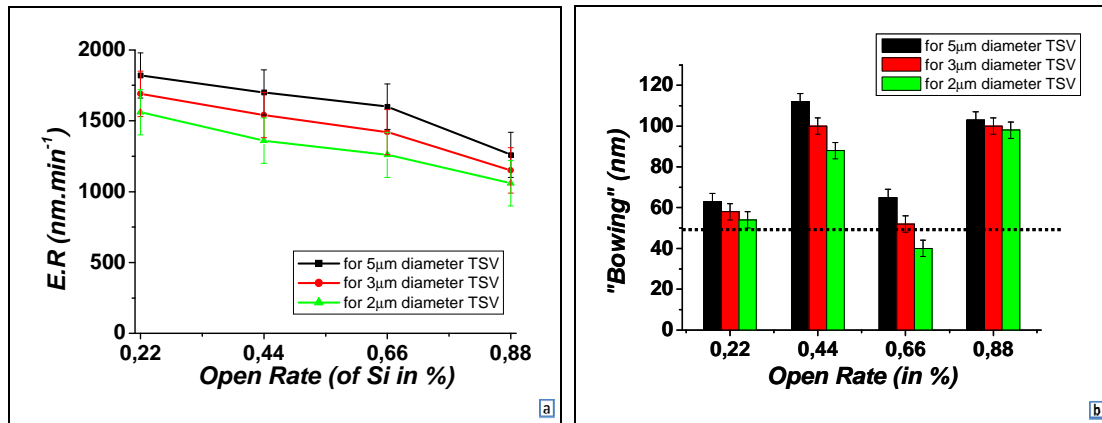 2000
1500
1000
500
0
E.R (nm.min⁻¹)
for 5µm diameter TSV
for 3µm diameter TSV
for 2µm diameter TSV
0,22 0,44 0,66 0,88
Open Rate (of Si in %)
a
for 5µm diameter TSV
for 3µm diameter TSV
for 2µm diameter TSV
120
100
80
60
40
20
0
"Bowing" (nm)
0,22 0,44 0,66 0,88
Open Rate (in %)
b